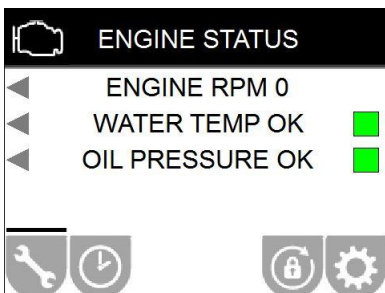 ENGINE STATUS
ENGINE RPM 0
WATER TEMP OK
OIL PRESSURE OK